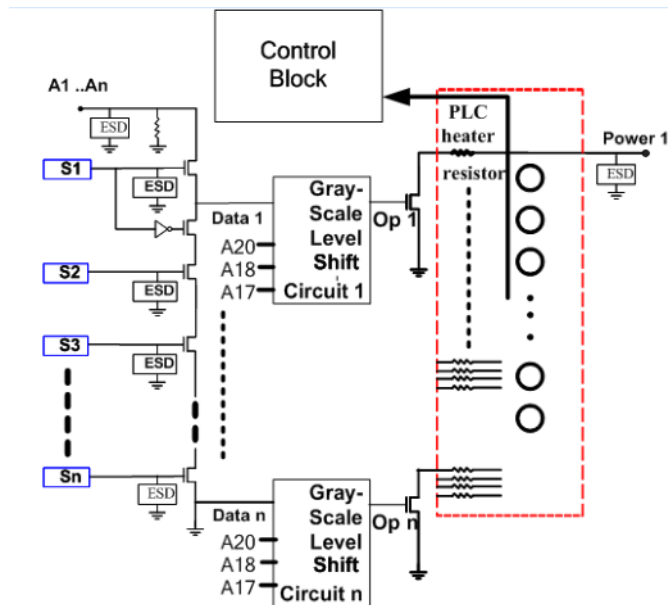 Control
Block
A1 ..An
ESD
PLC
heater
resistor
Power 1
ESD
S1
ESD
Gray-
Scale
Level
Shift
Circuit 1
Data 1
A20
A18
A17
Op 1
S2
ESD
S3
ESD
Sn
ESD
Gray-
Scale
Level
Shift
Circuit n
Data n
A20
A18
A17
Op n